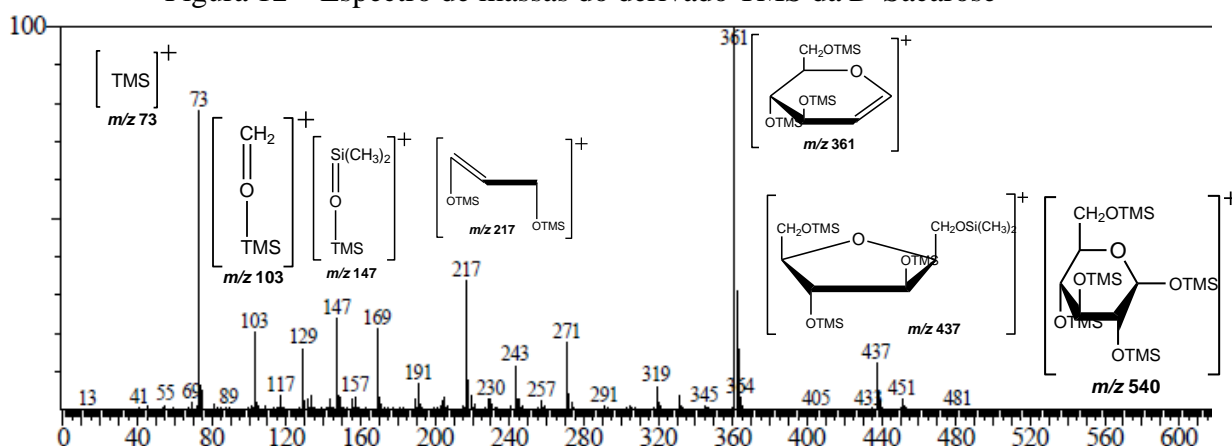 Figura 12 – Espectro de massas do derivado TMS da D-Sacarose
100
TMS
+
m/z 73
73
CH2
O
TMS
+
m/z 103
Si(CH3)2
O
TMS
+
m/z 147
OTMS
OTMS
+
m/z 217
361
CH2OTMS
O
OTMS
OTMS
+
m/z 361
CH2OTMS
O
CH2OSi(CH3)2
OTMS
OTMS
+
m/z 437
CH2OTMS
O
OTMS
OTMS
OTMS
OTMS
+
m/z 540
13 41 55 69 89 103 117 129 147 157 169 191 217 230 243 257 271 291 319 345 364 405 431 437 451 481
0 40 80 120 160 200 240 280 320 360 400 440 480 520 560 600